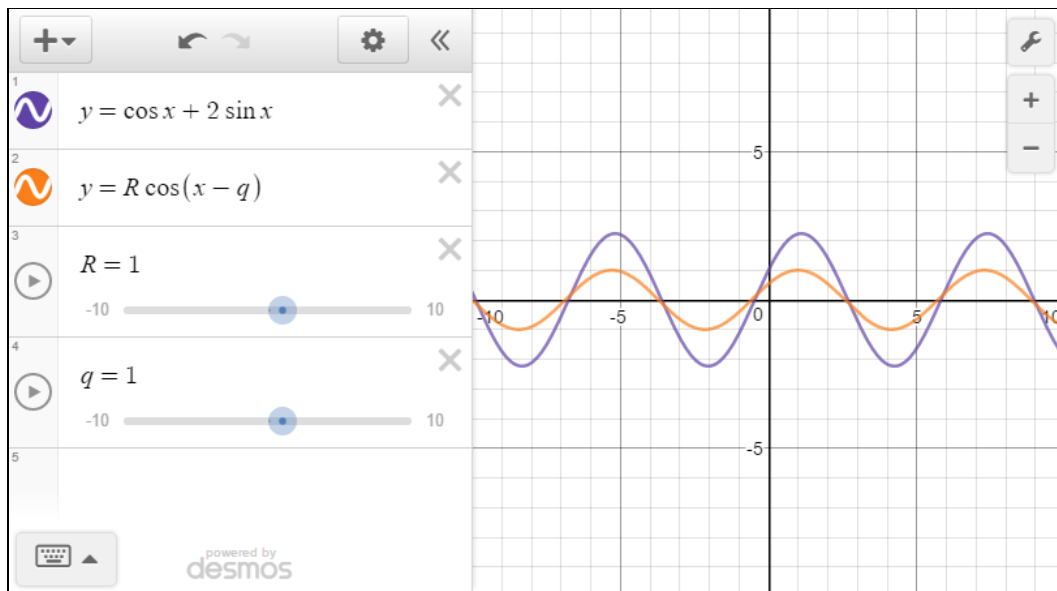 1
y = cos x + 2 sin x
2
y = R cos(x − q)
3
R = 1
-10 10
4
q = 1
-10 10
5
powered by
desmos
5
-10 -5 0 5 10
-5
+
−